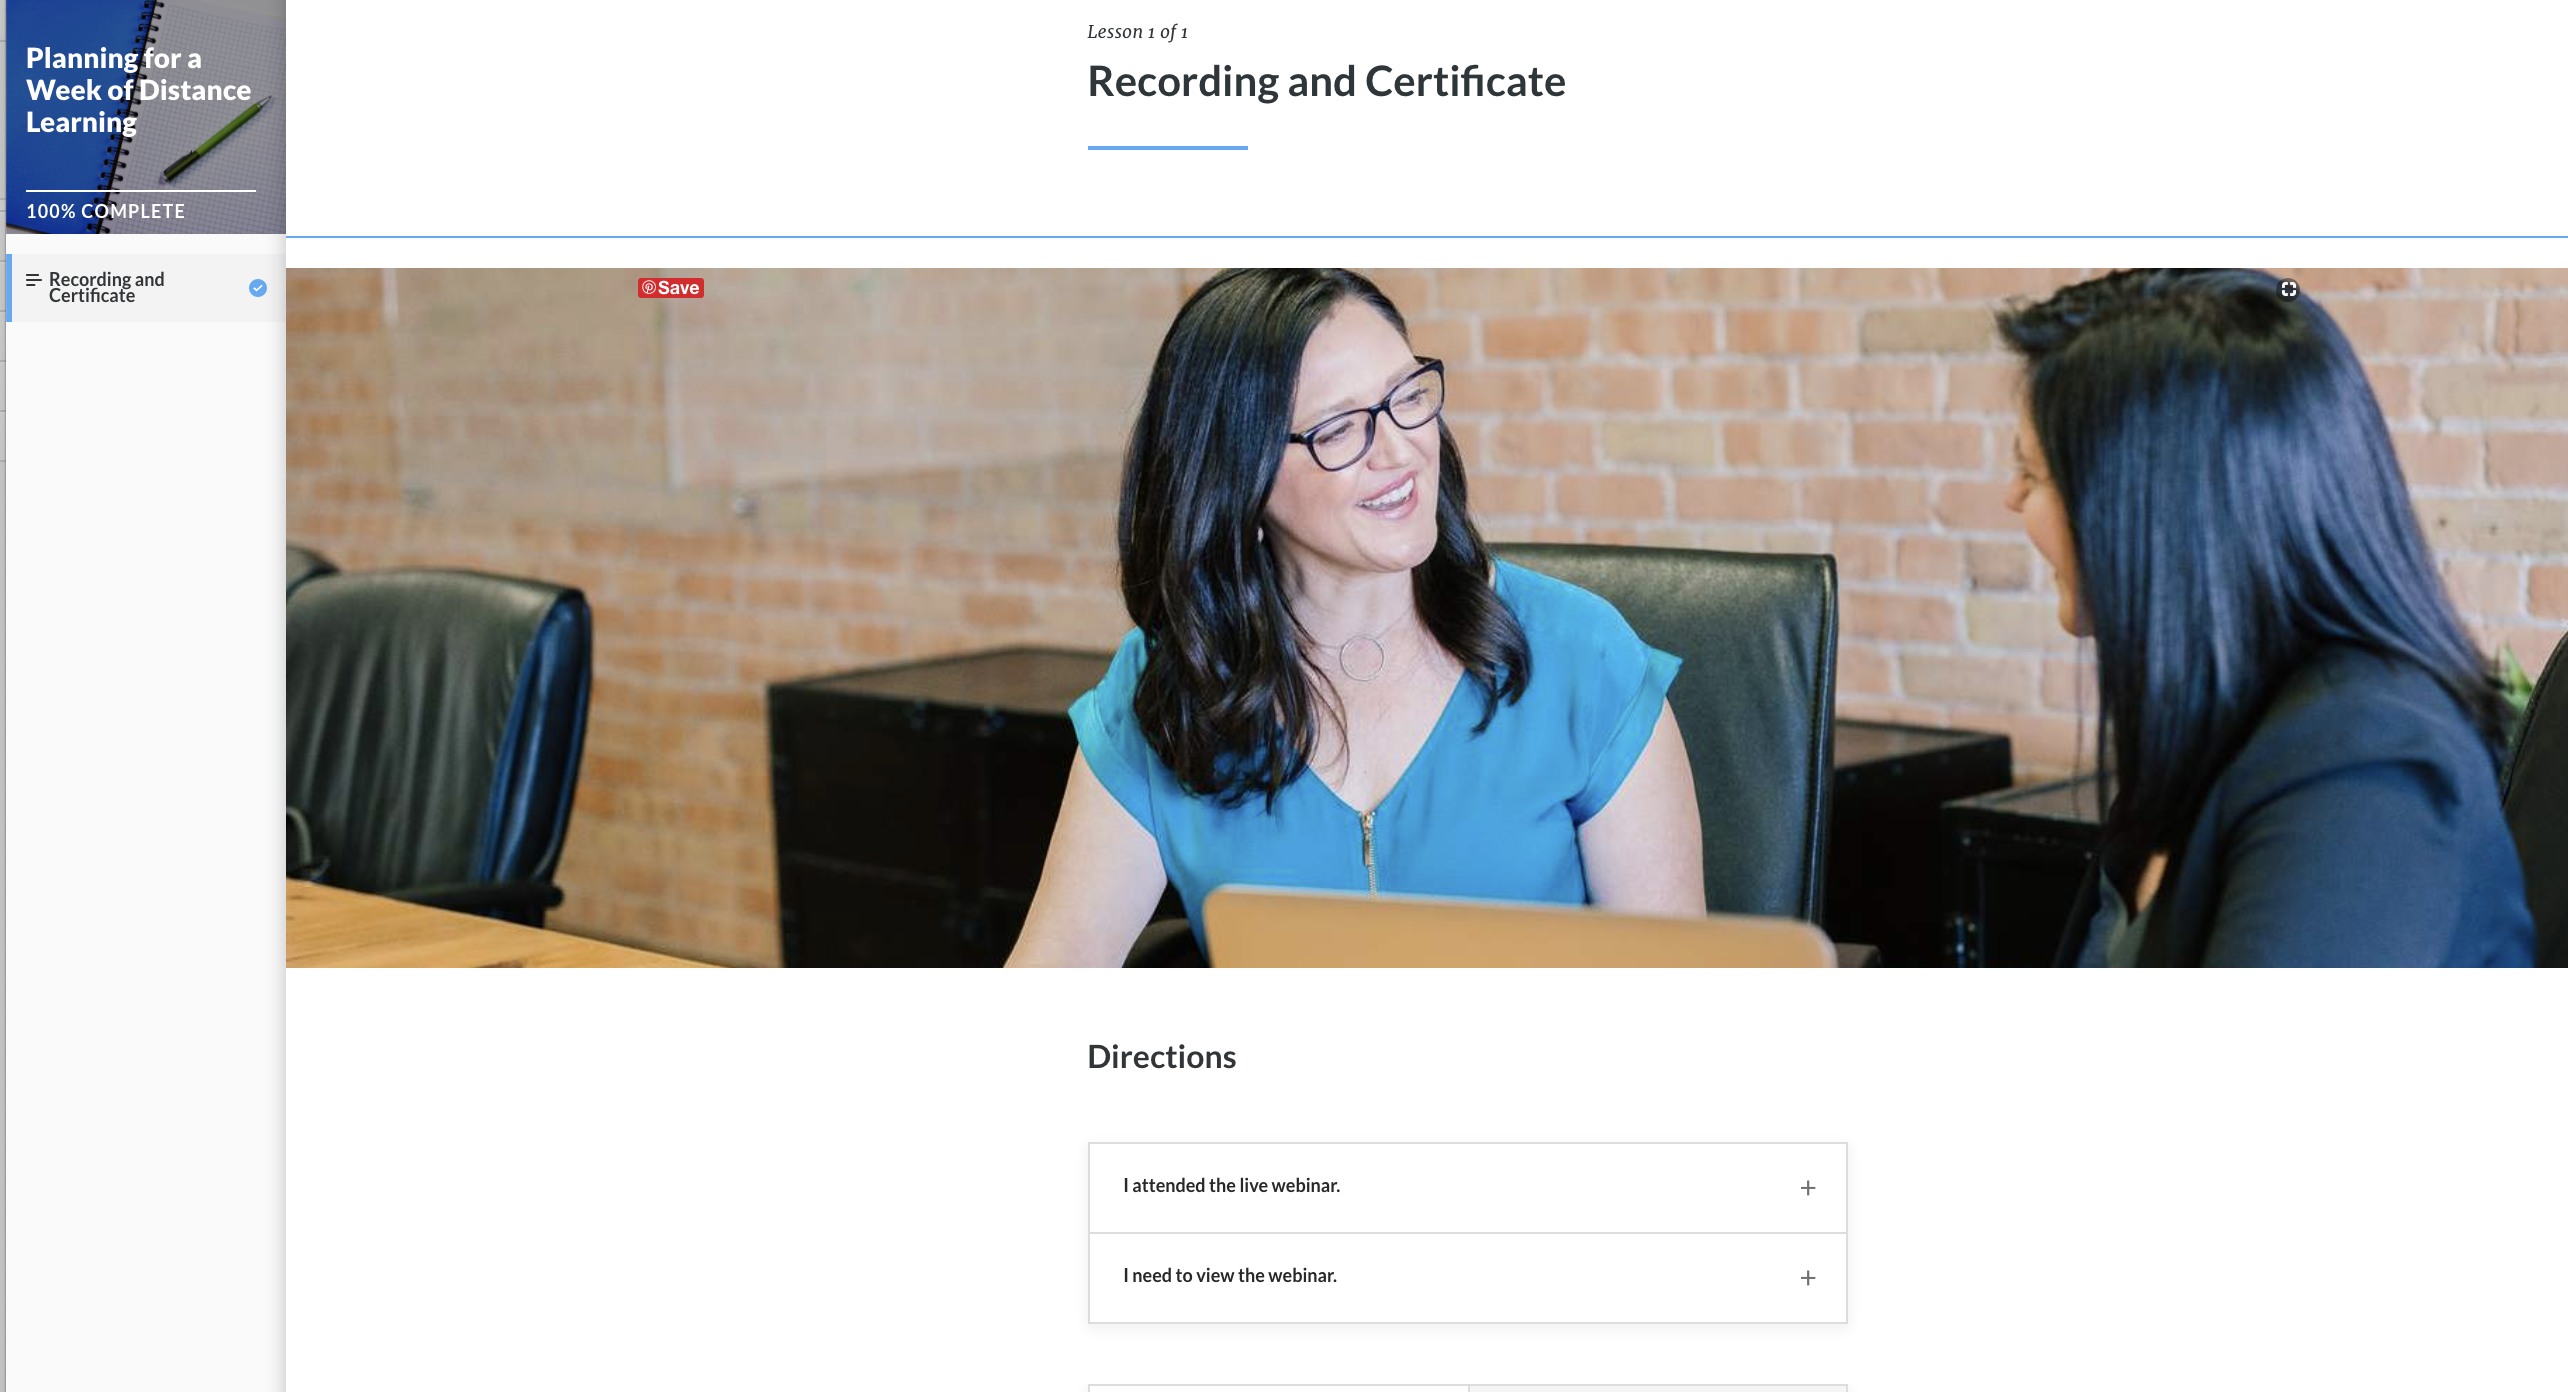 Planning for a
Week of Distance
Learning
100% COMPLETE
Recording and
Certificate
Lesson 1 of 1
Recording and Certificate
Save
Directions
I attended the live webinar.
I need to view the webinar.